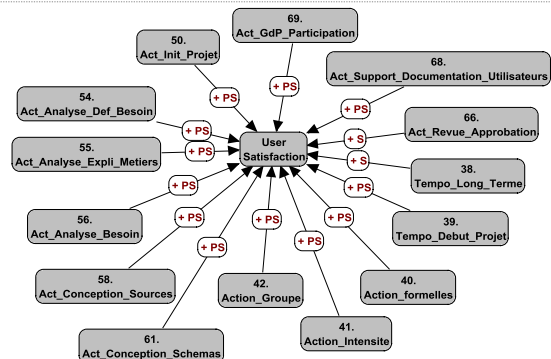 69.
Act_GdP_Participation
50.
Act_Init_Projet
68.
Act_Support_Documentation_Utilisateurs
+ PS
+ PS
+ PS
54.
Act_Analyse_Def_Besoin
66.
Act_Revue_Approbation
+ PS
+ S
User
Satisfaction
55.
Act_Analyse_Expli_Metiers
+ PS
+ S
38.
Tempo_Long_Terme
+ PS
+ PS
56.
Act_Analyse_Besoin
+ PS
+ PS
+ PS
39.
Tempo_Debut_Projet
+ PS
+ PS
58.
Act_Conception_Sources
42.
Action_Groupe
40.
Action_formelles
41.
Action_Intensite
61.
Act_Conception_Schemas